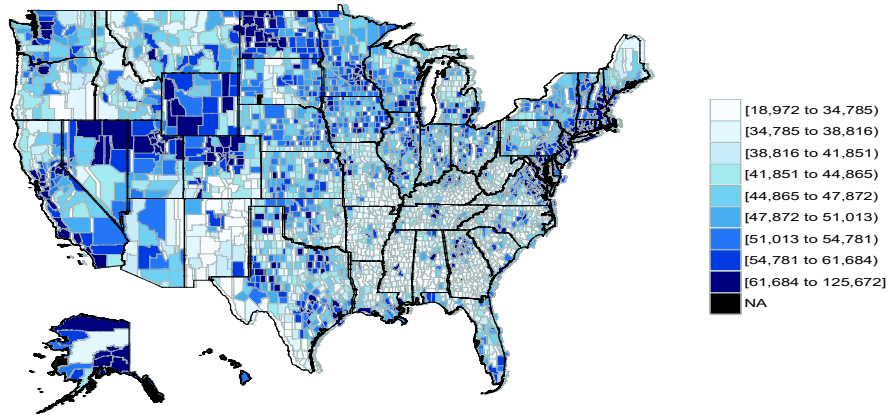 [18,972 to 34,785)
[34,785 to 38,816)
[38,816 to 41,851)
[41,851 to 44,865)
[44,865 to 47,872)
[47,872 to 51,013)
[51,013 to 54,781)
[54,781 to 61,684)
[61,684 to 125,672]
NA